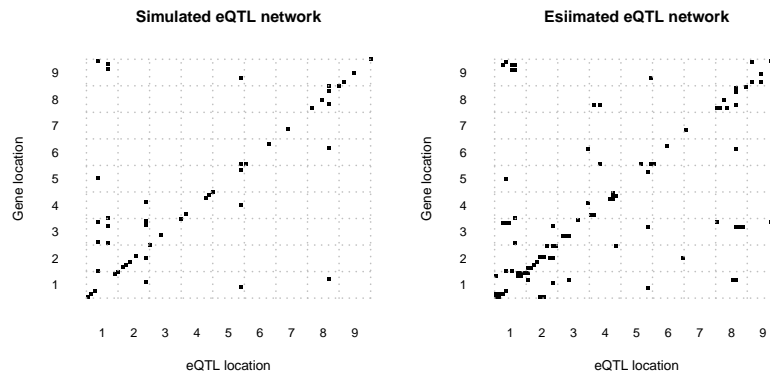 Simulated eQTL network
Gene location
9
8
7
6
5
4
3
2
1
1 2 3 4 5 6 7 8 9
eQTL location
Esiimated eQTL network
Gene location
9
8
7
6
5
4
3
2
1
1 2 3 4 5 6 7 8 9
eQTL location